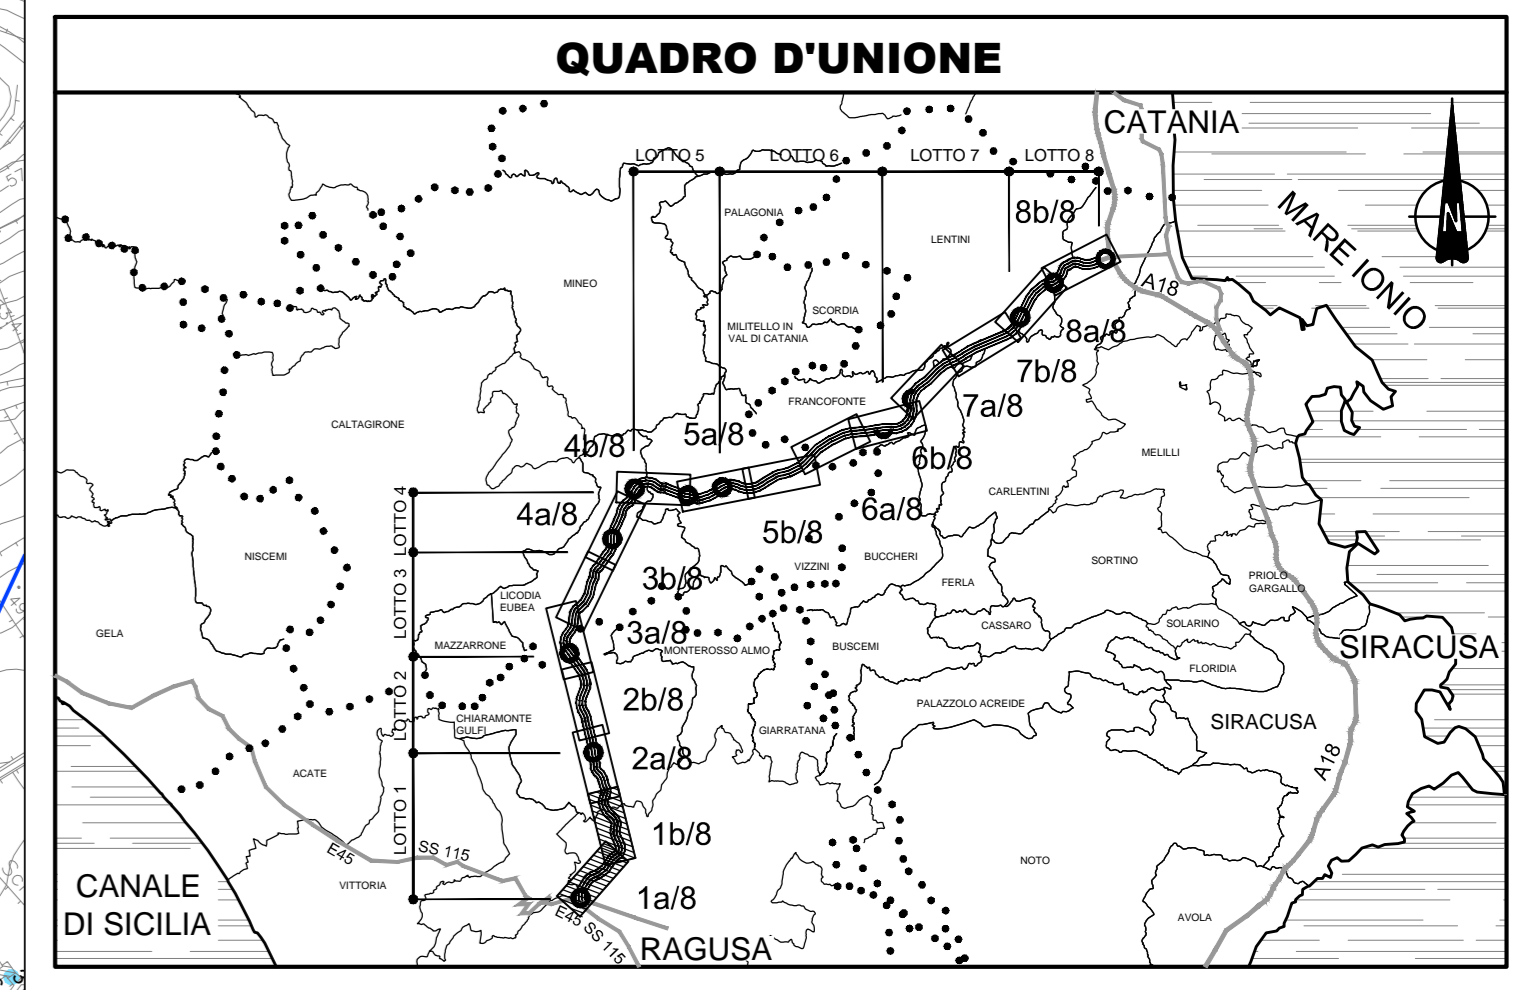 QUADRO D'UNIONE
CATANIA
LOTTO 5
LOTTO 6
LOTTO 7
LOTTO 8
PALAGONIA
8b/8
N
MARE IONIO
LENTINI
MINEO
A18
SCORDIA
MILITELLO IN
VAL DI CATANIA
8a/8
7b/8
FRANCOFONTE
7a/8
CALTAGIRONE
5a/8
4b/8
6b/8
MELILLI
CARLENTINI
4a/8
LOTTO 4
6a/8
5b/8
NISCEMI
BUCCHERI
SORTINO
VIZZINI
3b/8
FERLA
PRIOLO
GARGALLO
LICODIA
EUBEA
LOTTO 3
GELA
CASSARO
SOLARINO
3a/8
MAZZARRONE
MONTEROSSO ALMO
BUSCEMI
SIRACUSA
FLORIDIA
2b/8
LOTTO 2
PALAZZOLO ACREIDE
CHIARAMONTE
GULFI
GIARRATANA
SIRACUSA
2a/8
A18
ACATE
LOTTO 1
1b/8
E45
SS 115
NOTO
VITTORIA
CANALE
DI SICILIA
1a/8
AVOLA
E45 SS 115
RAGUSA